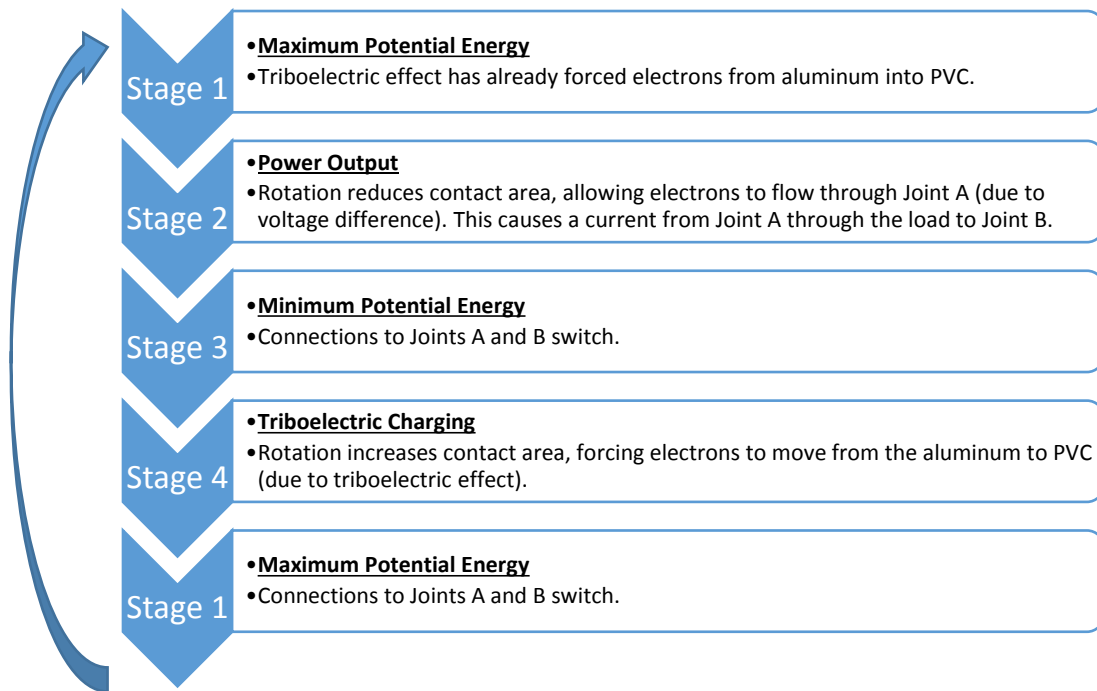 Stage 1
•Maximum Potential Energy
•Triboelectric effect has already forced electrons from aluminum into PVC.
Stage 2
•Power Output
•Rotation reduces contact area, allowing electrons to flow through Joint A (due to
voltage difference). This causes a current from Joint A through the load to Joint B.
Stage 3
•Minimum Potential Energy
•Connections to Joints A and B switch.
Stage 4
•Triboelectric Charging
•Rotation increases contact area, forcing electrons to move from the aluminum to PVC
(due to triboelectric effect).
Stage 1
•Maximum Potential Energy
•Connections to Joints A and B switch.